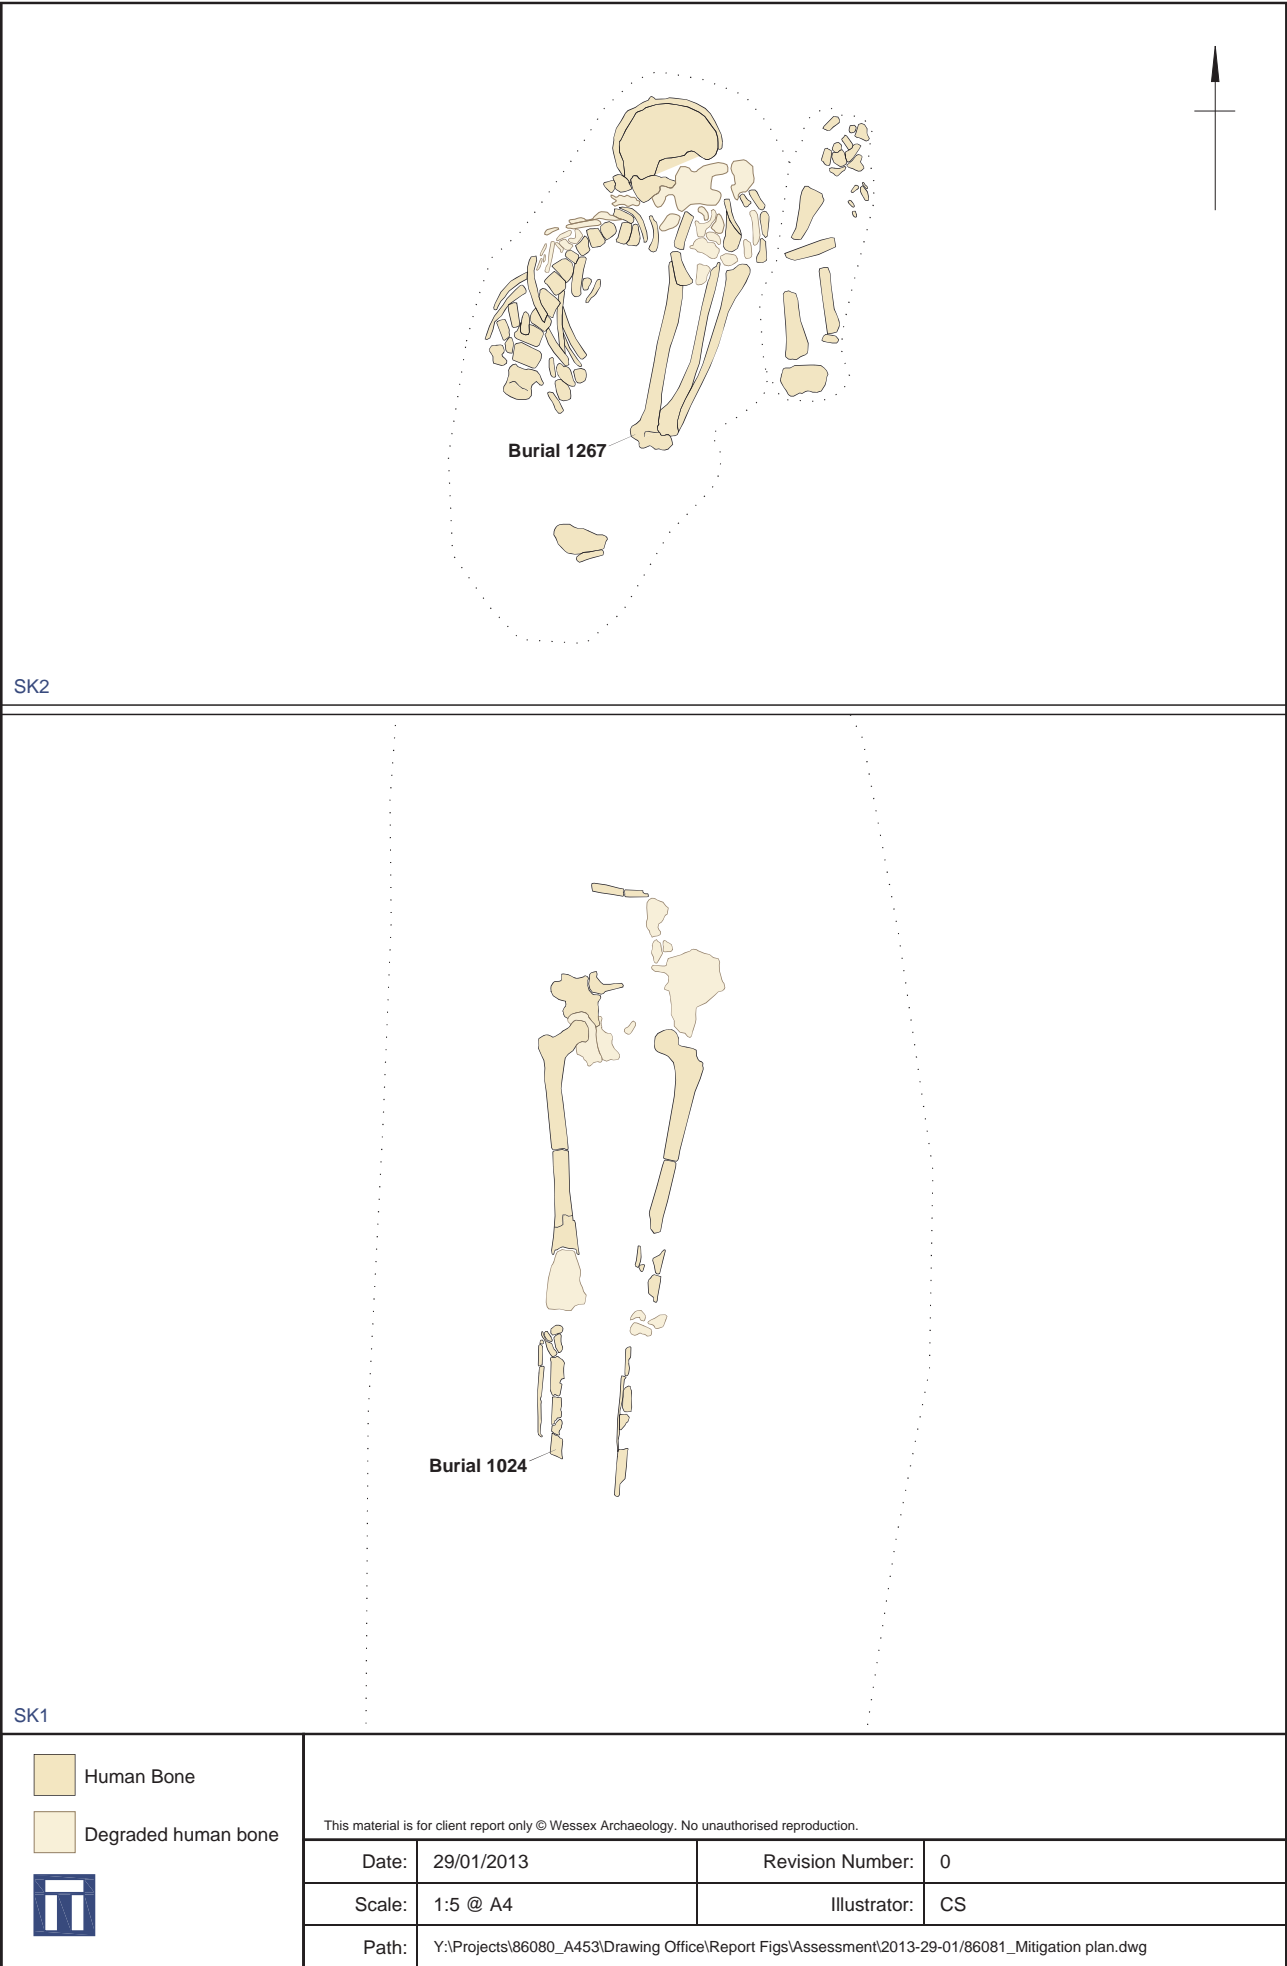 Burial 1267
SK2
Burial 1024
SK1
Human Bone
Degraded human bone
This material is for client report only © Wessex Archaeology. No unauthorised reproduction.
Date: 29/01/2013 Revision Number: 0
Scale: 1:5 @ A4 Illustrator: CS
Path: Y:\Projects\86080_A453\Drawing Office\Report Figs\Assessment\2013-29-01/86081_Mitigation plan.dwg